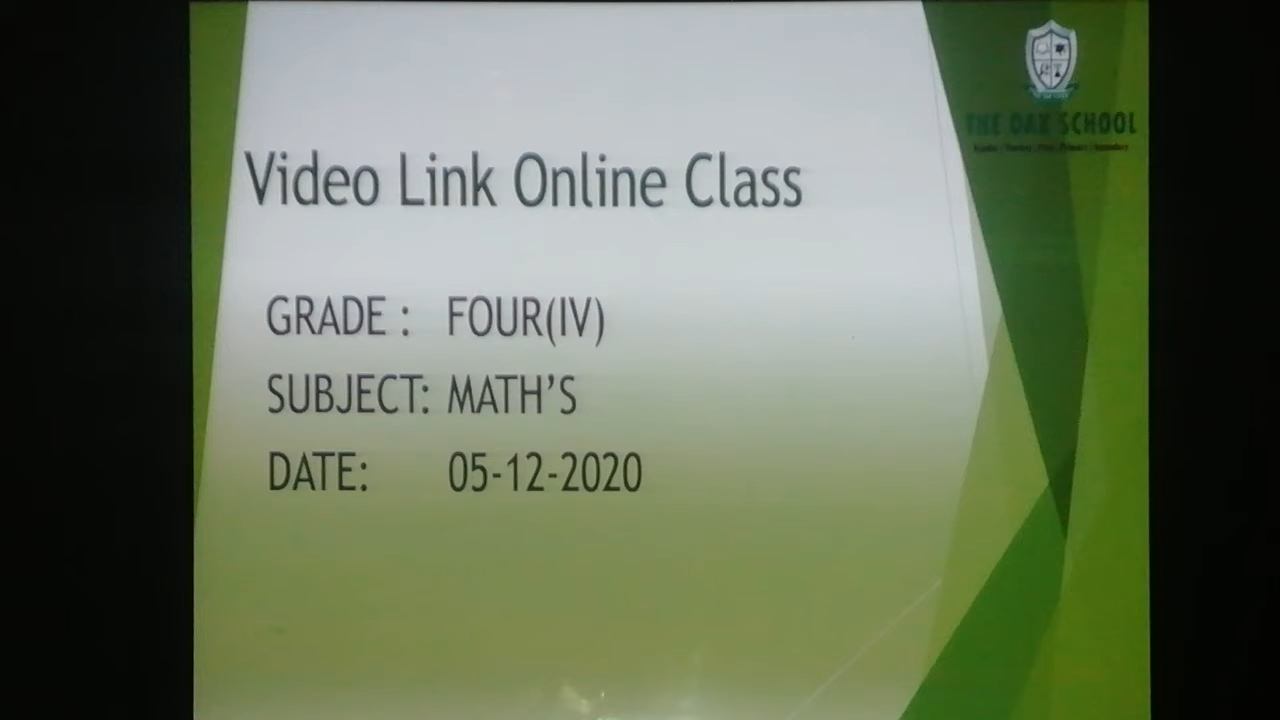 THE OAK SCHOOL
Video Link Online Class
GRADE : FOUR(IV)
SUBJECT: MATH'S
DATE: 05-12-2020